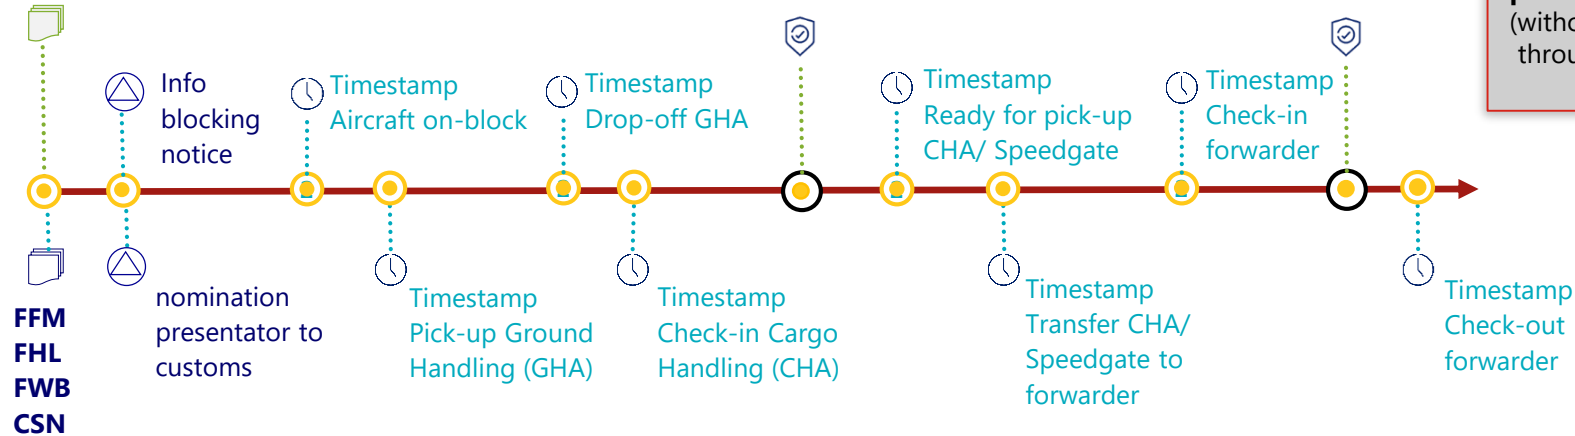 (witho
throu
Info
blocking
notice
Timestamp
Aircraft on-block
Timestamp
Drop-off GHA
Timestamp
Ready for pick-up
CHA/ Speedgate
Timestamp
Check-in
forwarder
FFM
FHL
FWB
CSN
nomination
presentator to
customs
Timestamp
Pick-up Ground
Handling (GHA)
Timestamp
Check-in Cargo
Handling (CHA)
Timestamp
Transfer CHA/
Speedgate to
forwarder
Timestamp
Check-out
forwarder